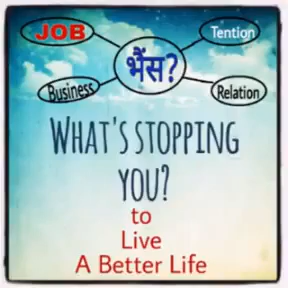 JOB
Tention
भैंस?
Business
Relation
WHAT'S STOPPING
YOU?
to
Live
A Better Life